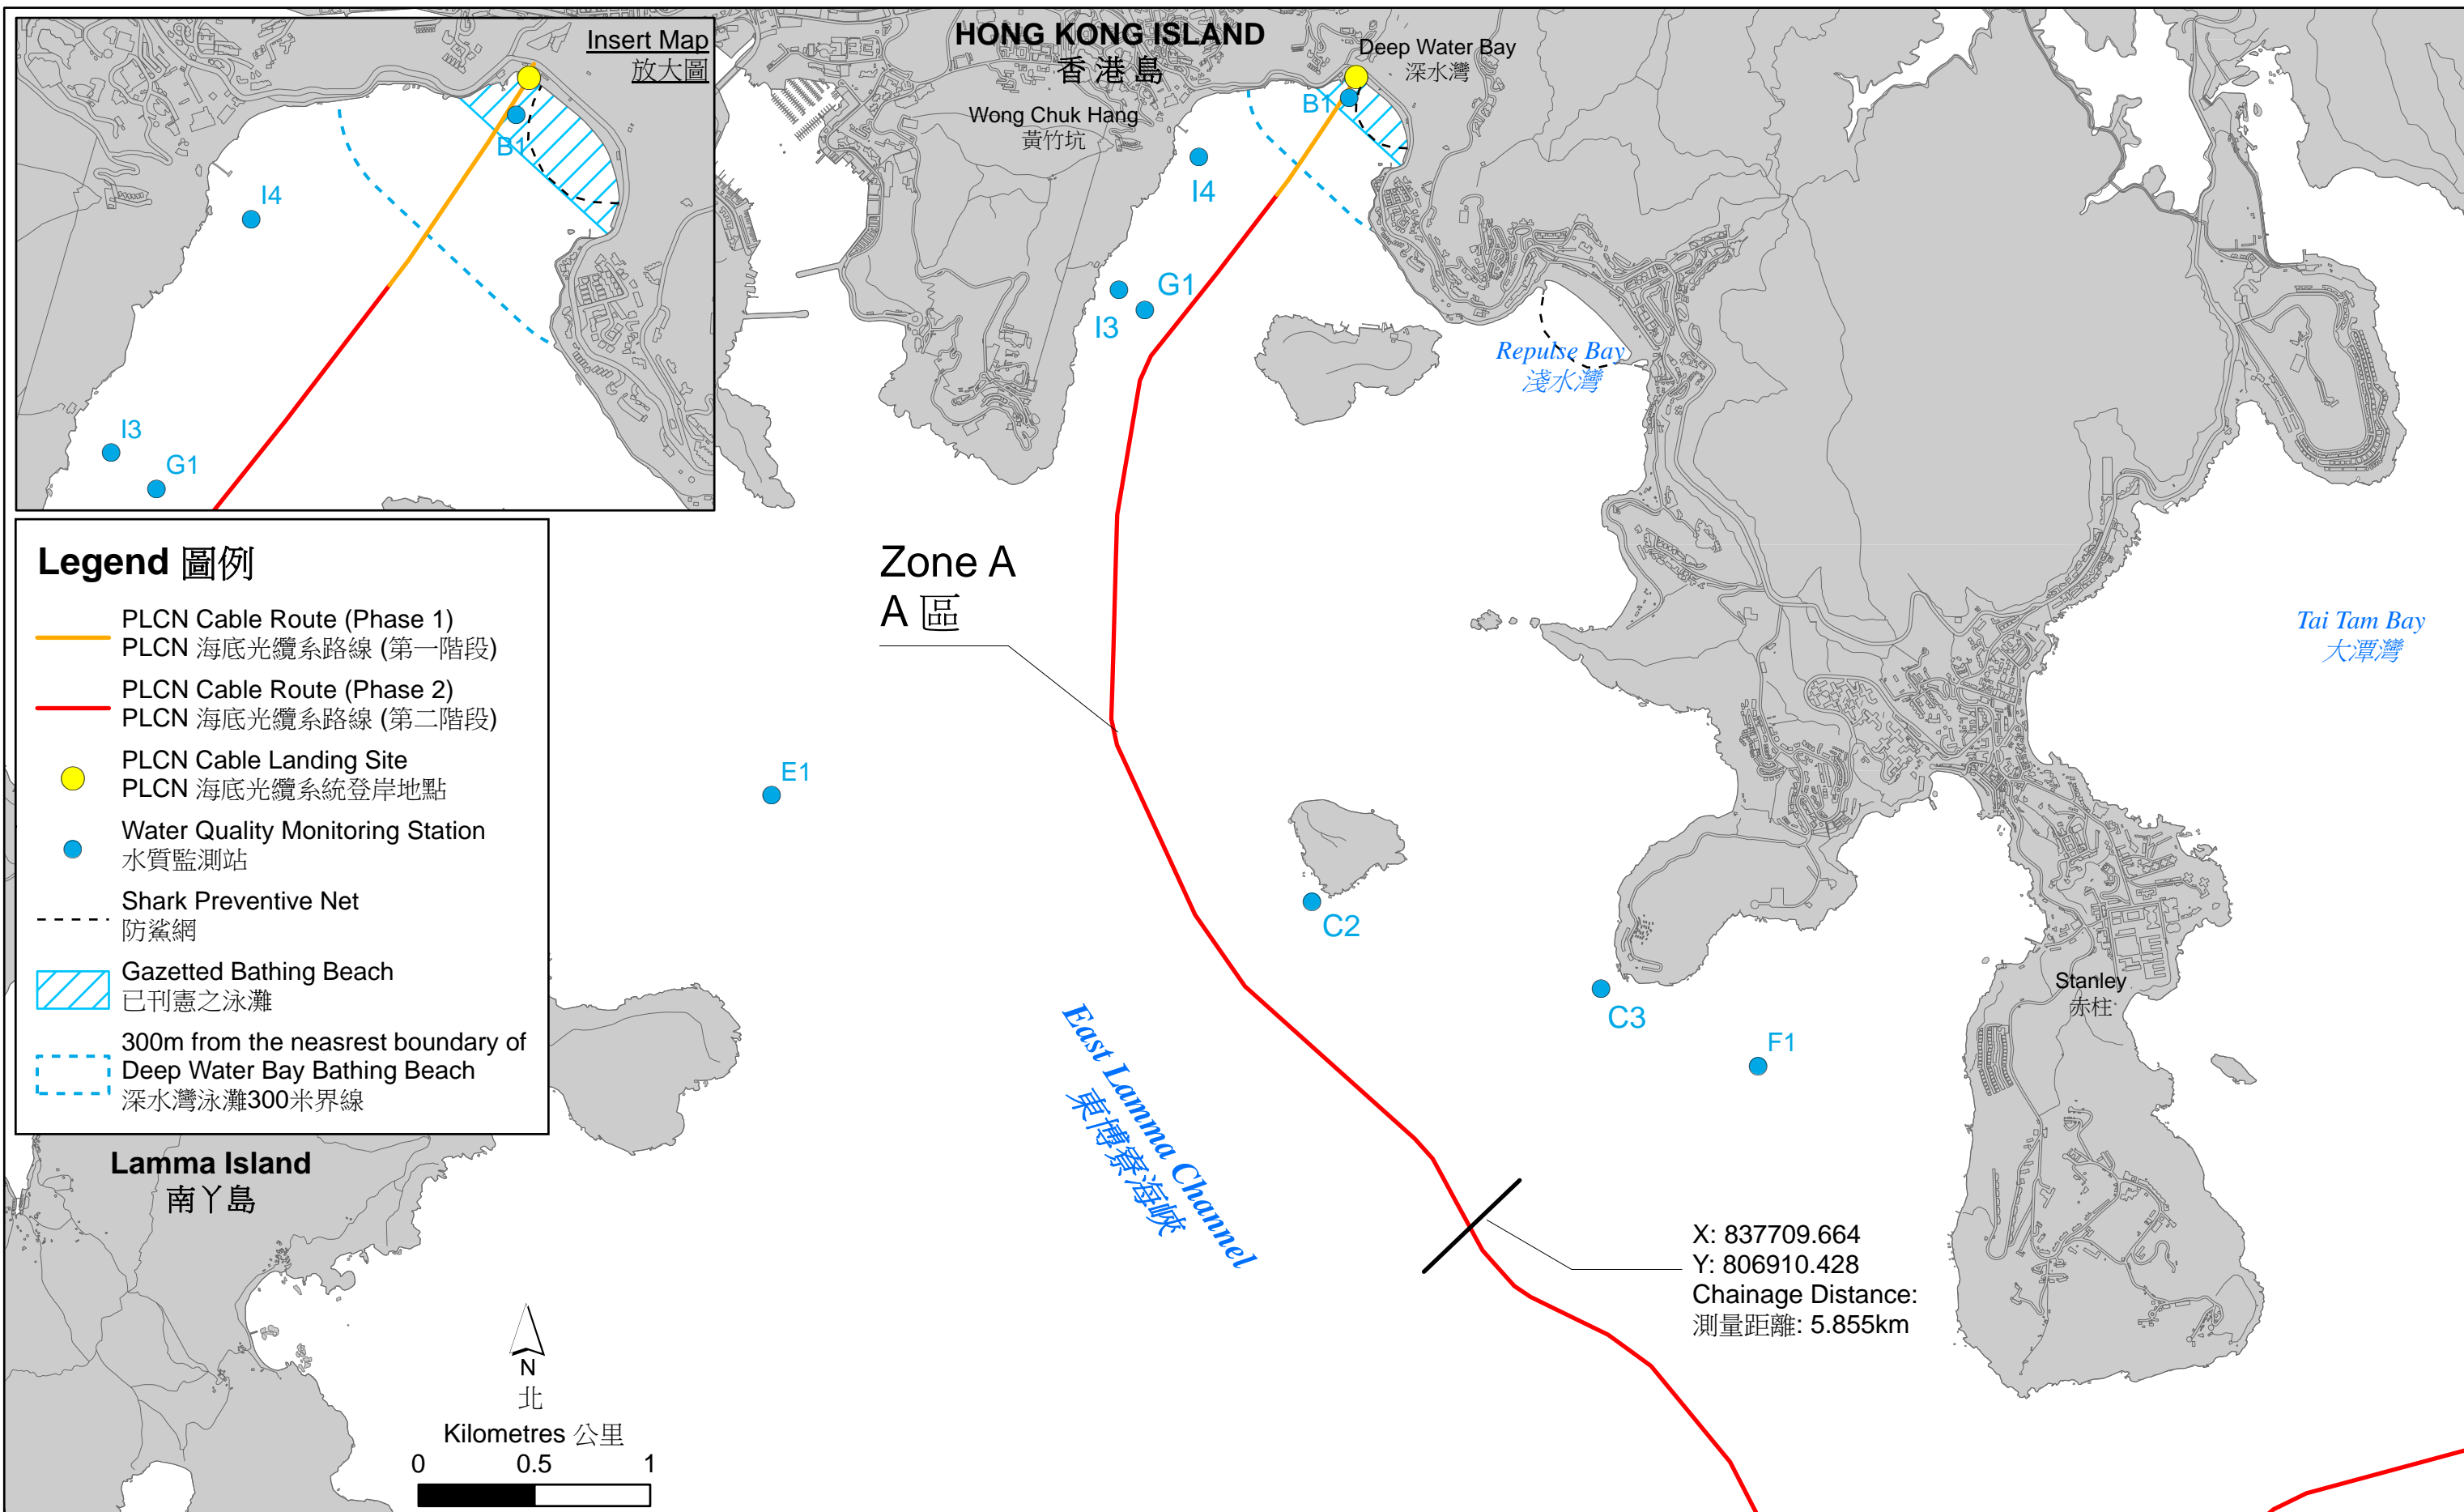 Insert Map
放大圖
B1
I4
I3
G1
HONG KONG ISLAND
香港島
Deep Water Bay
深水灣
Wong Chuk Hang
黃竹坑
B1
I4
G1
I3
Repulse Bay
淺水灣
Tai Tam Bay
大潭灣
Zone A
A 區
E1
C2
C3
F1
Stanley
赤柱
East Lamma Channel
東博寮海峽
X: 837709.664
Y: 806910.428
Chainage Distance:
測量距離: 5.855km
Legend 圖例
PLCN Cable Route (Phase 1)
PLCN 海底光纜系路線 (第一階段)
PLCN Cable Route (Phase 2)
PLCN 海底光纜系路線 (第二階段)
PLCN Cable Landing Site
PLCN 海底光纜系統登岸地點
Water Quality Monitoring Station
水質監測站
Shark Preventive Net
防鯊網
Gazetted Bathing Beach
已刊憲之泳灘
300m from the neasrest boundary of
Deep Water Bay Bathing Beach
深水灣泳灘300米界線
Lamma Island
南丫島
N
北
Kilometres 公里
0 0.5 1